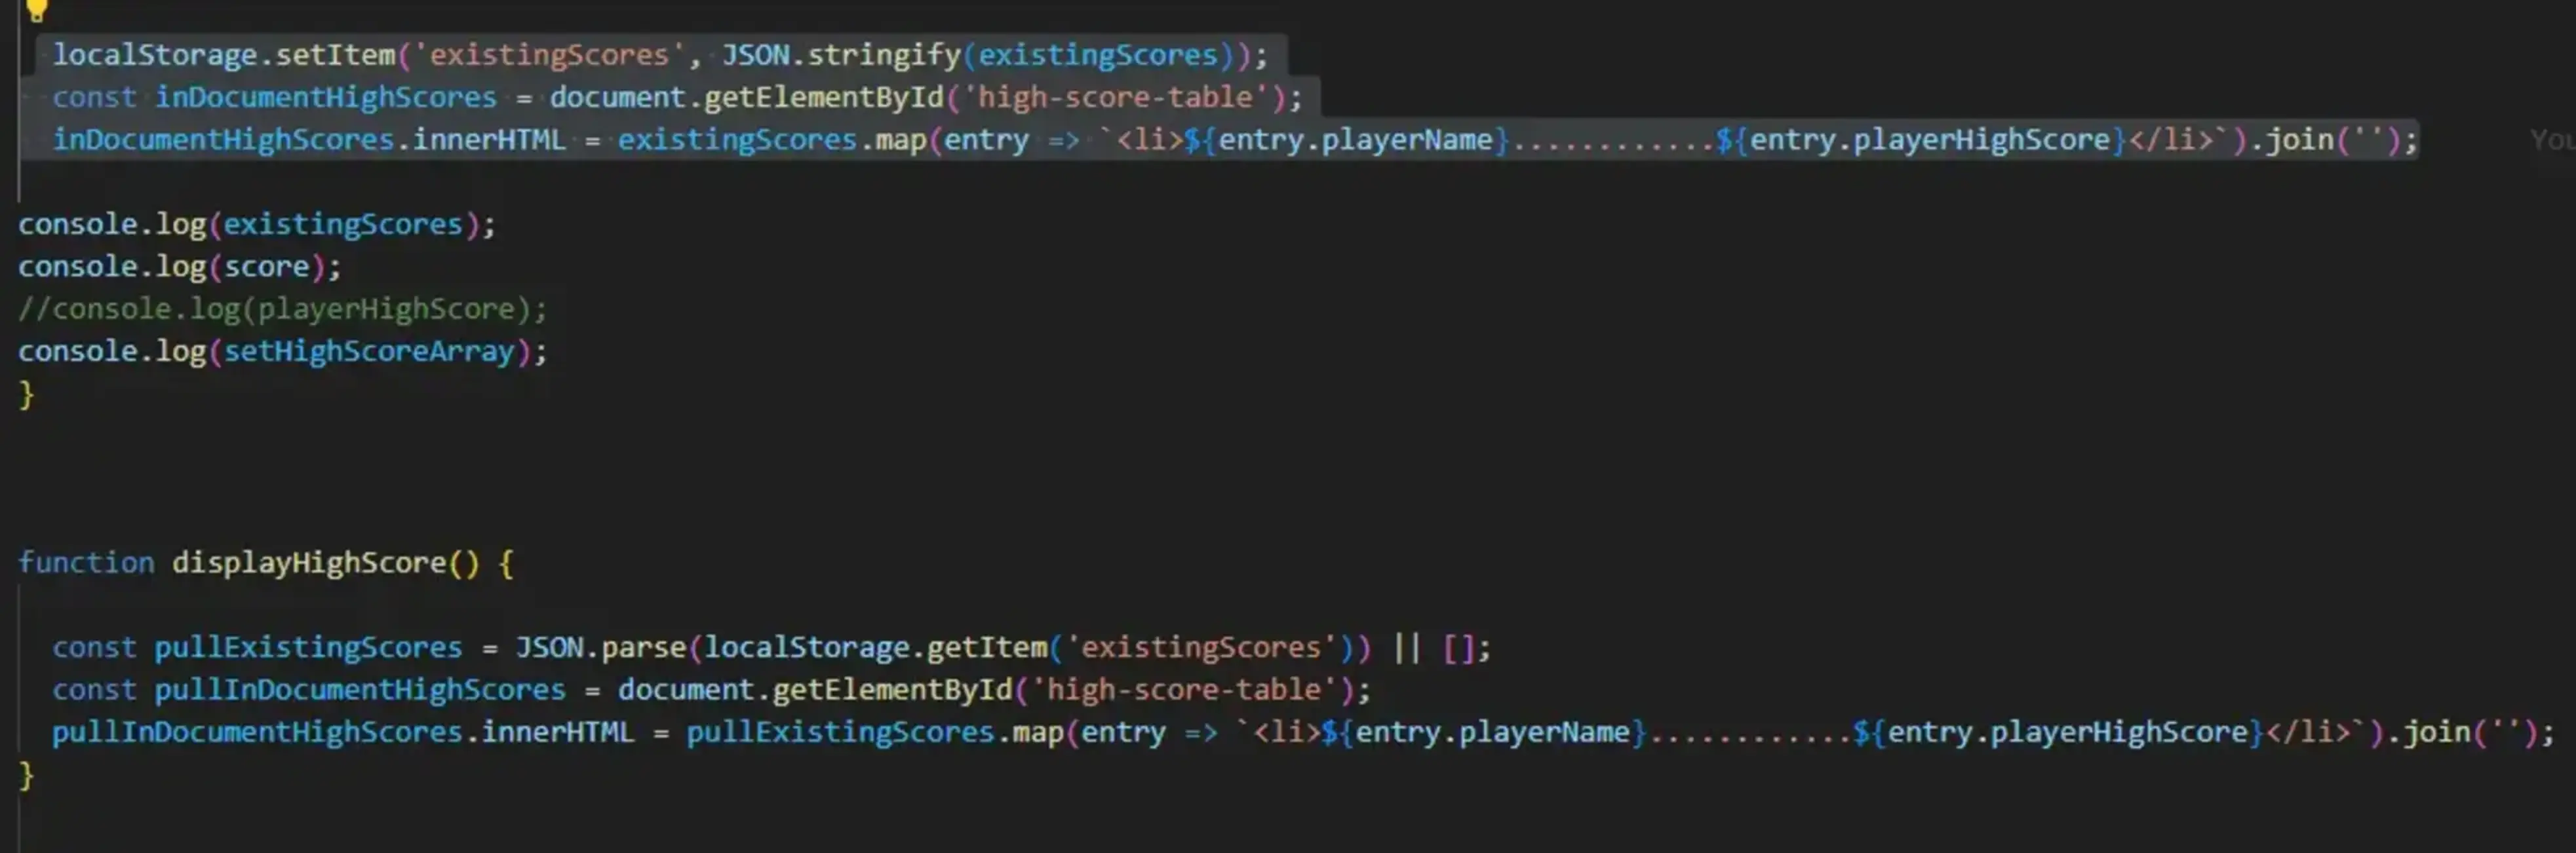 localStorage.setItem('existingScores', JSON.stringify(existingScores));
const inDocumentHighScores = document.getElementById('high-score-table');
inDocumentHighScores.innerHTML = existingScores.map(entry => `<li>${entry.playerName}............${entry.playerHighScore}</li>`).join(''); You
console.log(existingScores);
console.log(score);
//console.log(playerHighScore);
console.log(setHighScoreArray);
}
function displayHighScore() {
const pullExistingScores = JSON.parse(localStorage.getItem('existingScores')) || [];
const pullInDocumentHighScores = document.getElementById('high-score-table');
pullInDocumentHighScores.innerHTML = pullExistingScores.map(entry => `<li>${entry.playerName}............${entry.playerHighScore}</li>`).join('');
}